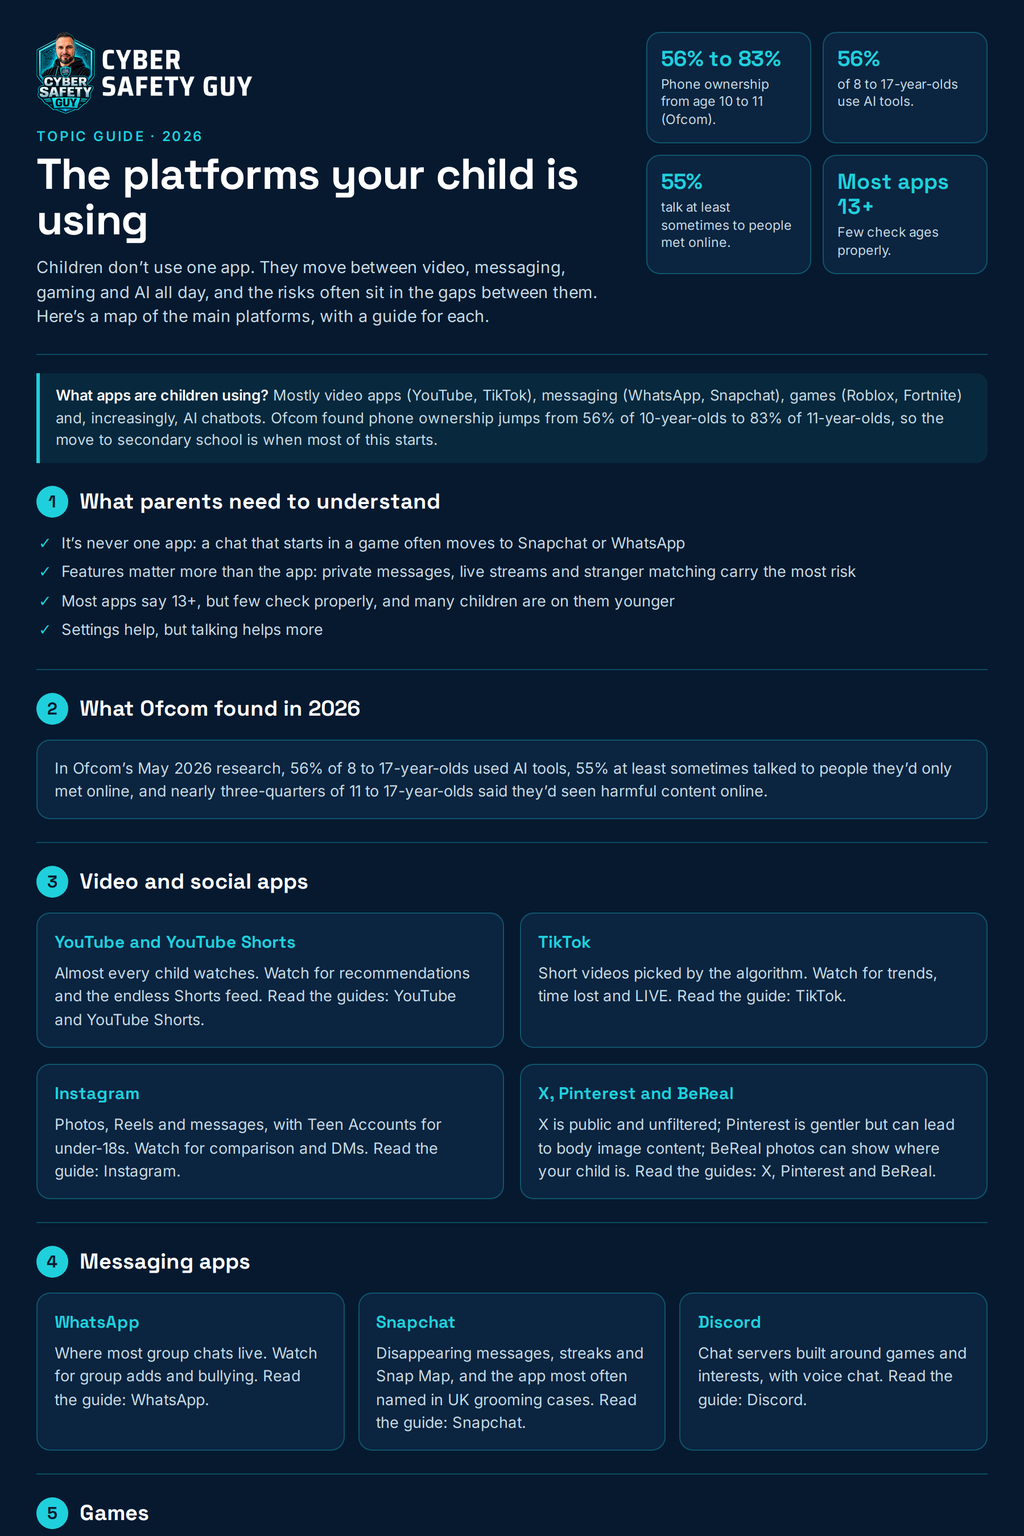 CYBER
SAFETY
GUY
CYBER
SAFETY GUY
TOPIC GUIDE · 2026
The platforms your child is
using
Children don’t use one app. They move between video, messaging,
gaming and AI all day, and the risks often sit in the gaps between them.
Here’s a map of the main platforms, with a guide for each.
56% to 83%
Phone ownership
from age 10 to 11
(Ofcom).
56%
of 8 to 17-year-olds
use AI tools.
55%
talk at least
sometimes to people
met online.
Most apps
13+
Few check ages
properly.
What apps are children using? Mostly video apps (YouTube, TikTok), messaging (WhatsApp, Snapchat), games (Roblox, Fortnite)
and, increasingly, AI chatbots. Ofcom found phone ownership jumps from 56% of 10-year-olds to 83% of 11-year-olds, so the
move to secondary school is when most of this starts.
1 What parents need to understand
✓ It’s never one app: a chat that starts in a game often moves to Snapchat or WhatsApp
✓ Features matter more than the app: private messages, live streams and stranger matching carry the most risk
✓ Most apps say 13+, but few check properly, and many children are on them younger
✓ Settings help, but talking helps more
2 What Ofcom found in 2026
In Ofcom’s May 2026 research, 56% of 8 to 17-year-olds used AI tools, 55% at least sometimes talked to people they’d only
met online, and nearly three-quarters of 11 to 17-year-olds said they’d seen harmful content online.
3 Video and social apps
YouTube and YouTube Shorts
Almost every child watches. Watch for recommendations
and the endless Shorts feed. Read the guides: YouTube
and YouTube Shorts.
TikTok
Short videos picked by the algorithm. Watch for trends,
time lost and LIVE. Read the guide: TikTok.
Instagram
Photos, Reels and messages, with Teen Accounts for
under-18s. Watch for comparison and DMs. Read the
guide: Instagram.
X, Pinterest and BeReal
X is public and unfiltered; Pinterest is gentler but can lead
to body image content; BeReal photos can show where
your child is. Read the guides: X, Pinterest and BeReal.
4 Messaging apps
WhatsApp
Where most group chats live. Watch
for group adds and bullying. Read
the guide: WhatsApp.
Snapchat
Disappearing messages, streaks and
Snap Map, and the app most often
named in UK grooming cases. Read
the guide: Snapchat.
Discord
Chat servers built around games and
interests, with voice chat. Read the
guide: Discord.
5 Games